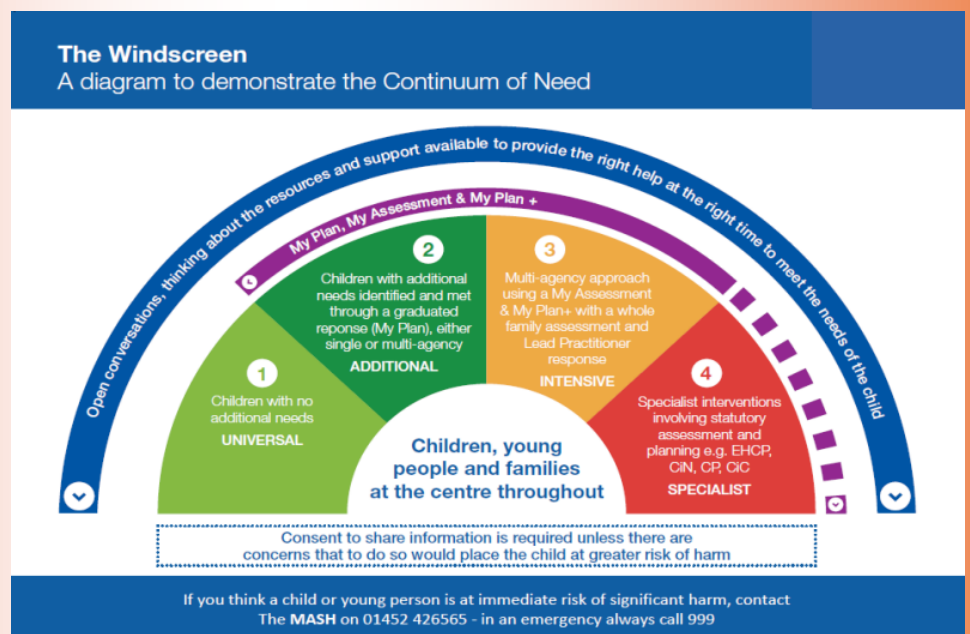 The Windscreen
A diagram to demonstrate the Continuum of Need
Open conversations, thinking about the resources and support available to provide the right help at the right time to meet the needs of the child
My Plan, My Assessment & My Plan +
1
Children with no
additional needs
UNIVERSAL
2
Children with additional
needs identified and met
through a graduated
reponse (My Plan), either
single or multi-agency
ADDITIONAL
3
Multi-agency approach
using a My Assessment
& My Plan+ with a whole
family assessment and
Lead Practitioner
response
INTENSIVE
4
Specialist interventions
involving statutory
assessment and
planning e.g. EHCP,
CiN, CP, CiC
SPECIALIST
Children, young
people and families
at the centre throughout
Consent to share information is required unless there are
concerns that to do so would place the child at greater risk of harm
If you think a child or young person is at immediate risk of significant harm, contact
The MASH on 01452 426565 - in an emergency always call 999